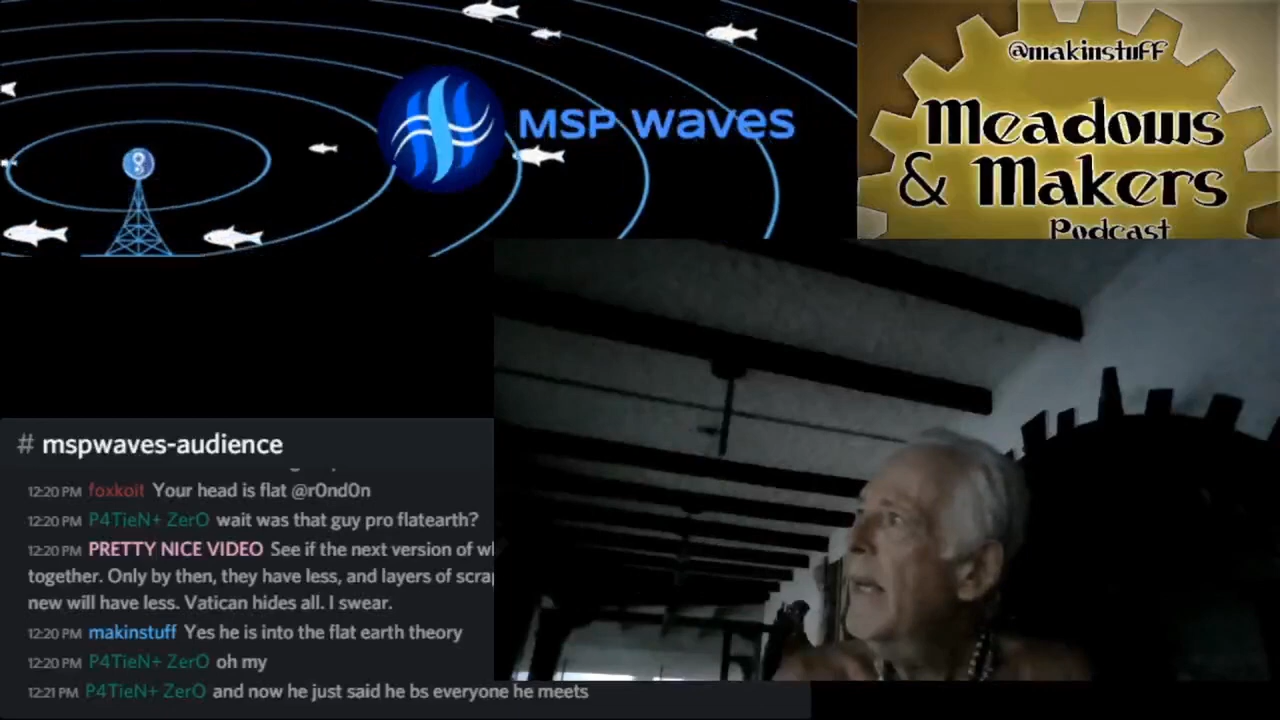 MSP waves
@makinstuff
Meadows
& Makers
Podcast
# mspwaves-audience
12:20 PM foxkoit Your head is flat @r0nd0n
12:20 PM P4TieN+ ZerO wait was that guy pro flatearth?
12:20 PM PRETTY NICE VIDEO See if the next version of
together. Only by then, they have less, and layers of
new will have less. Vatican hides all. I swear.
12:20 PM makinstuff Yes he is into the flat earth theory
12:20 PM P4TieN+ ZerO oh my
12:21 PM P4TieN+ ZerO and now he just said he bs everyone he meets